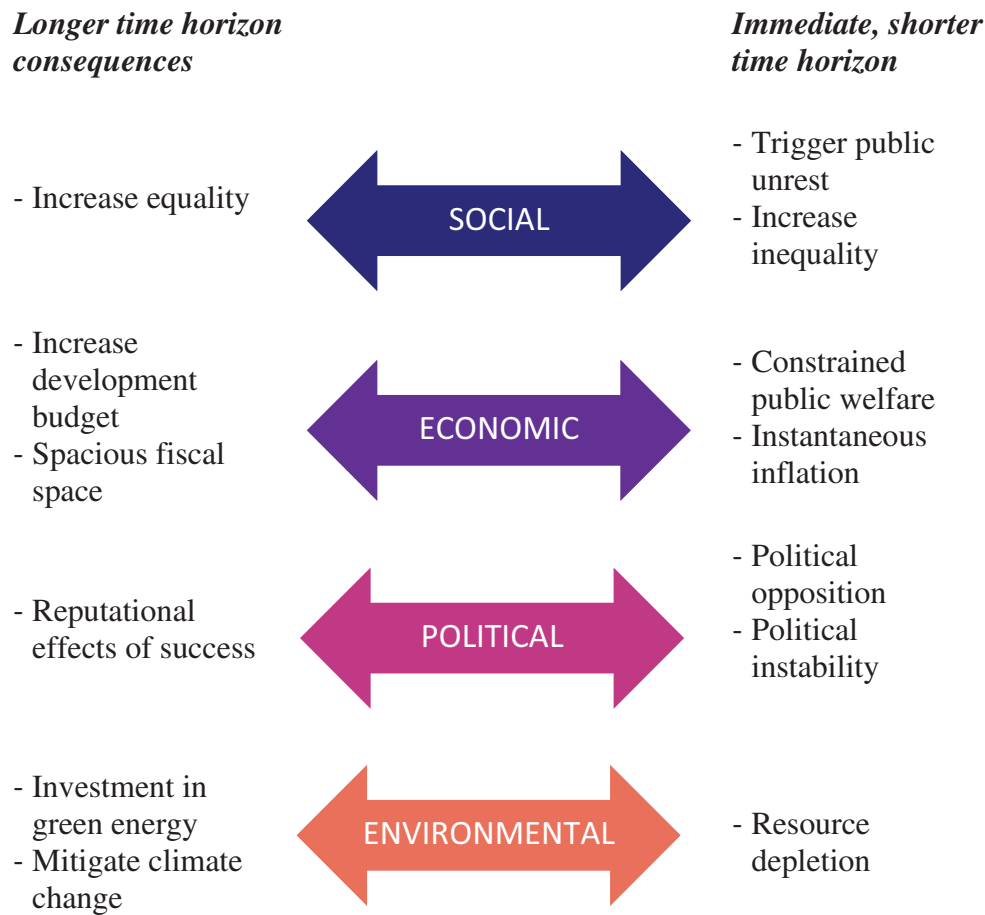 Longer time horizon
consequences
Immediate, shorter
time horizon
- Increase equality
SOCIAL
- Trigger public
unrest
- Increase
inequality
- Increase
development
budget
- Spacious fiscal
space
ECONOMIC
- Constrained
public welfare
- Instantaneous
inflation
- Reputational
effects of success
POLITICAL
- Political
opposition
- Political
instability
- Investment in
green energy
- Mitigate climate
change
ENVIRONMENTAL
- Resource
depletion